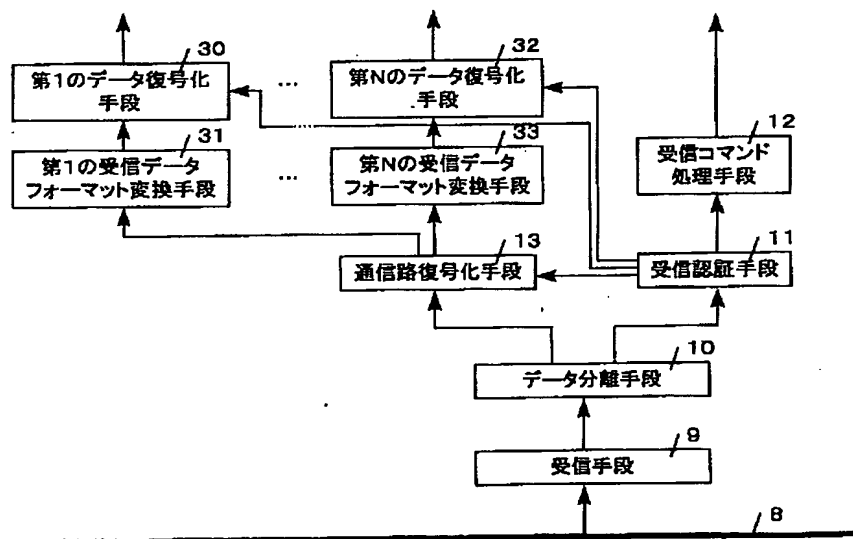 30
第1のデータ復号化
手段
…
32
第Nのデータ復号化
手段
31
第1の受信データ
フォーマット変換手段
…
33
第Nの受信データ
フォーマット変換手段
12
受信コマンド
処理手段
13
通信路復号化手段
11
受信認証手段
10
データ分離手段
9
受信手段
8